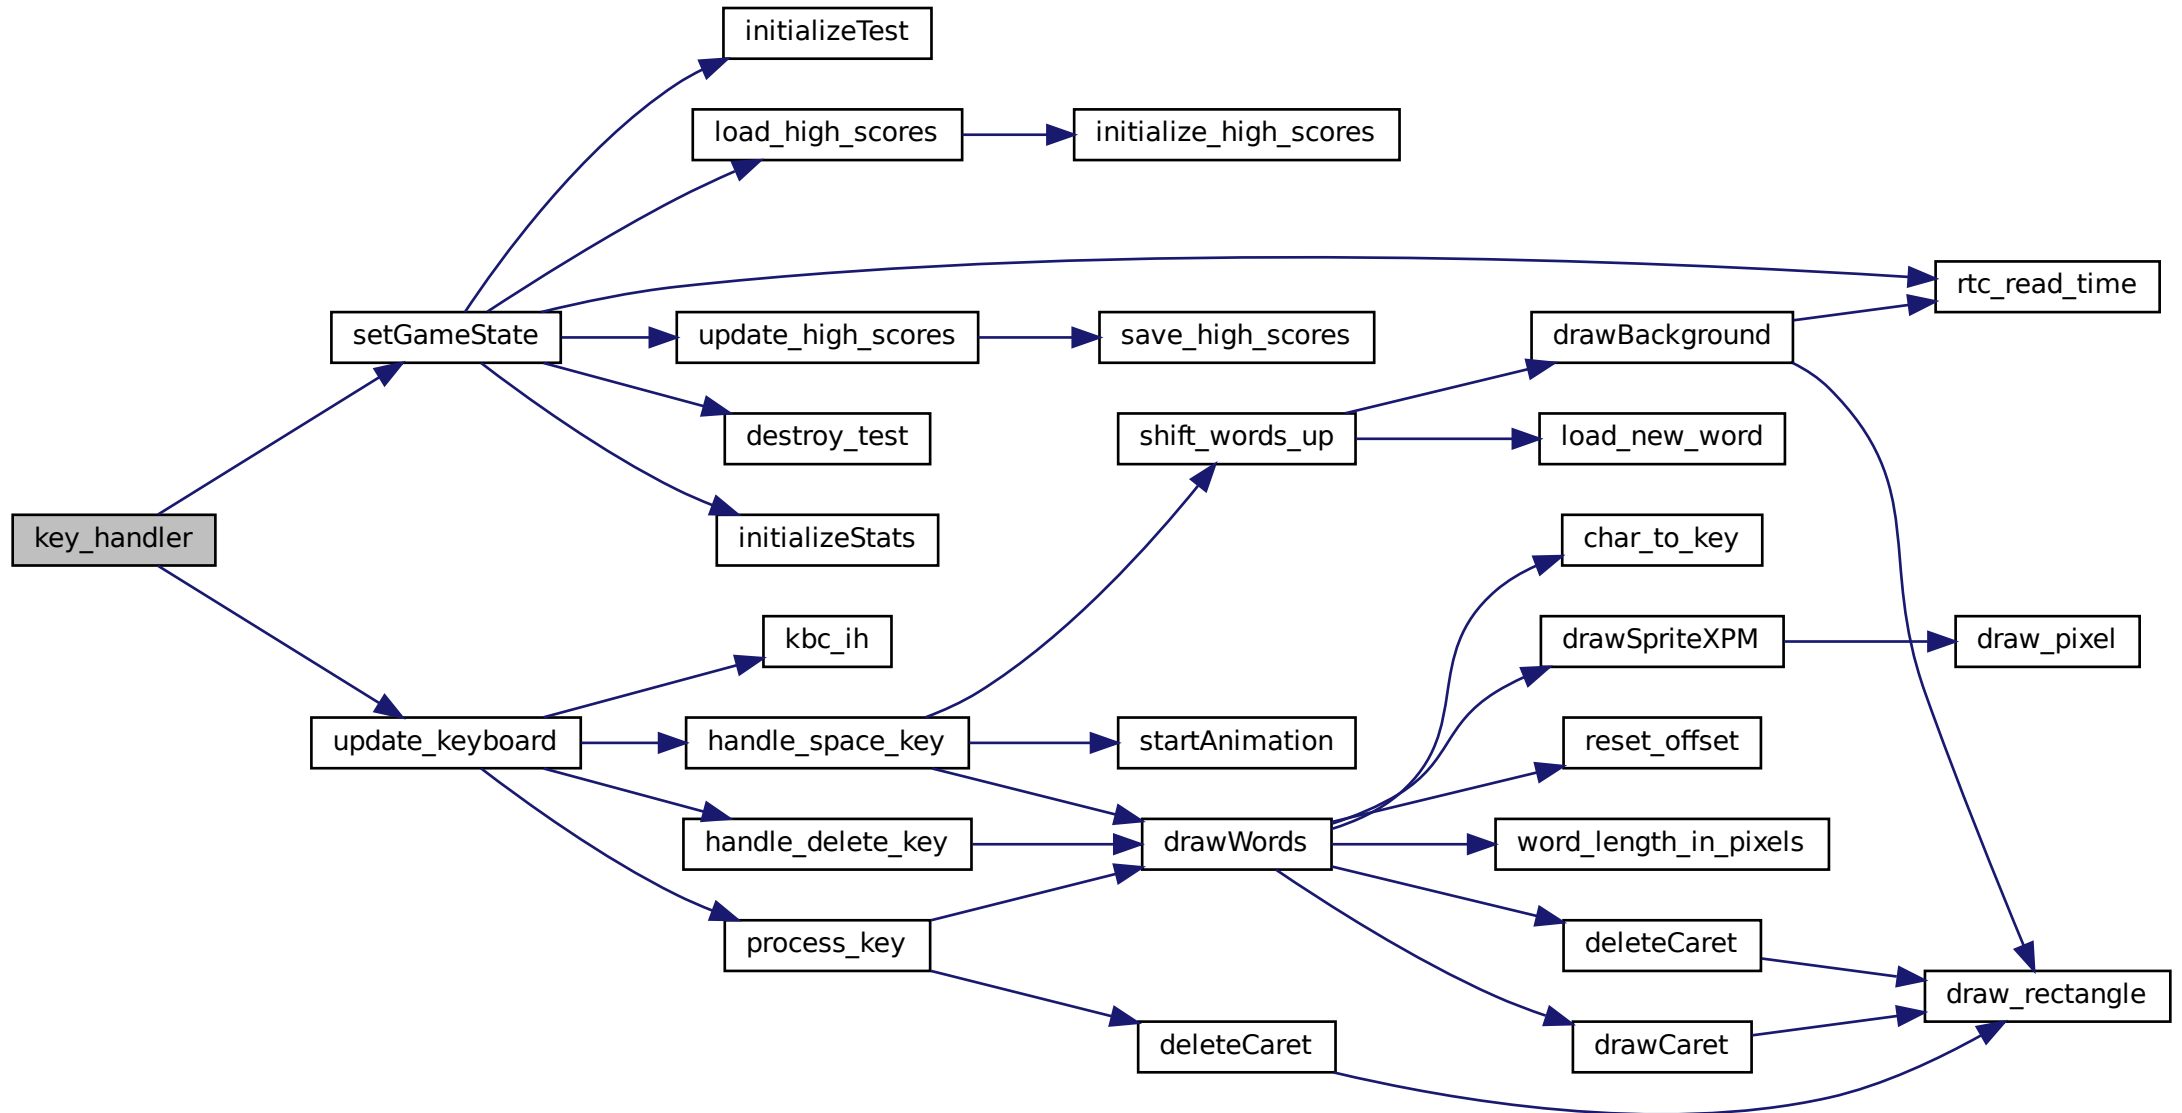 initializeTest
load_high_scores
initialize_high_scores
rtc_read_time
setGameState
update_high_scores
save_high_scores
drawBackground
destroy_test
shift_words_up
load_new_word
key_handler
initializeStats
char_to_key
kbc_ih
drawSpriteXPM
draw_pixel
update_keyboard
handle_space_key
startAnimation
reset_offset
handle_delete_key
drawWords
word_length_in_pixels
process_key
deleteCaret
draw_rectangle
deleteCaret
drawCaret